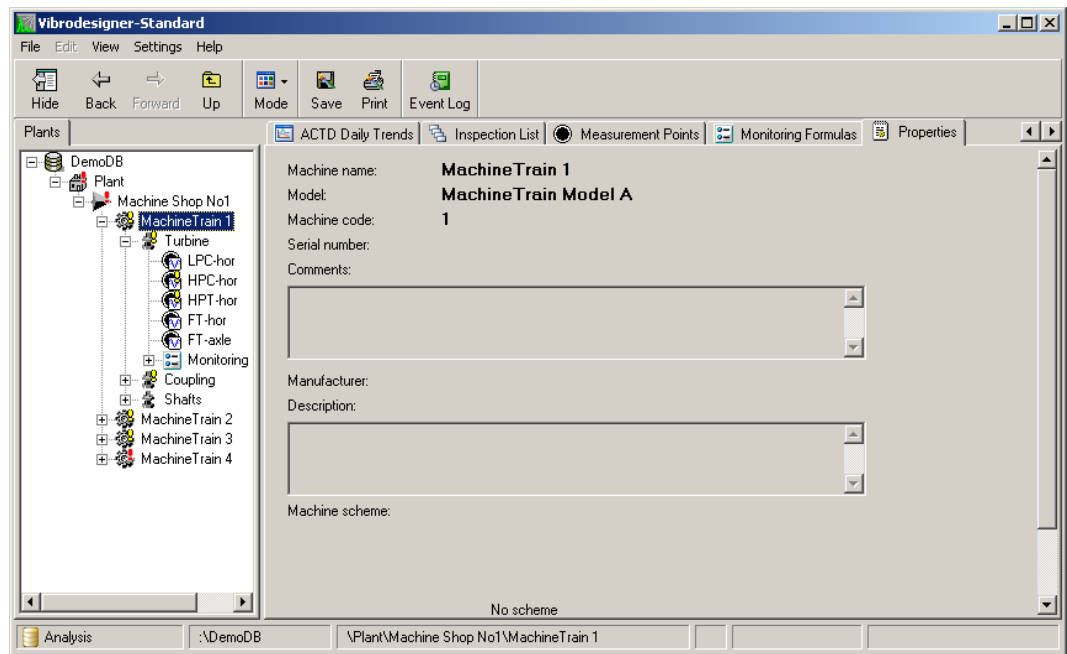 Vibrodesigner-Standard
File Edit View Settings Help
Hide Back Forward Up Mode Save Print Event Log
Plants
ACTD Daily Trends Inspection List Measurement Points Monitoring Formulas Properties
DemoDB
Plant
Machine Shop No1
MachineTrain 1
Turbine
LPC-hor
HPC-hor
HPT-hor
FT-hor
FT-axle
Monitoring
Coupling
Shafts
MachineTrain 2
MachineTrain 3
MachineTrain 4
Machine name: MachineTrain 1
Model: MachineTrain Model A
Machine code: 1
Serial number:
Comments:
Manufacturer:
Description:
Machine scheme:
No scheme
Analysis :\DemoDB \Plant\Machine Shop No1\MachineTrain 1